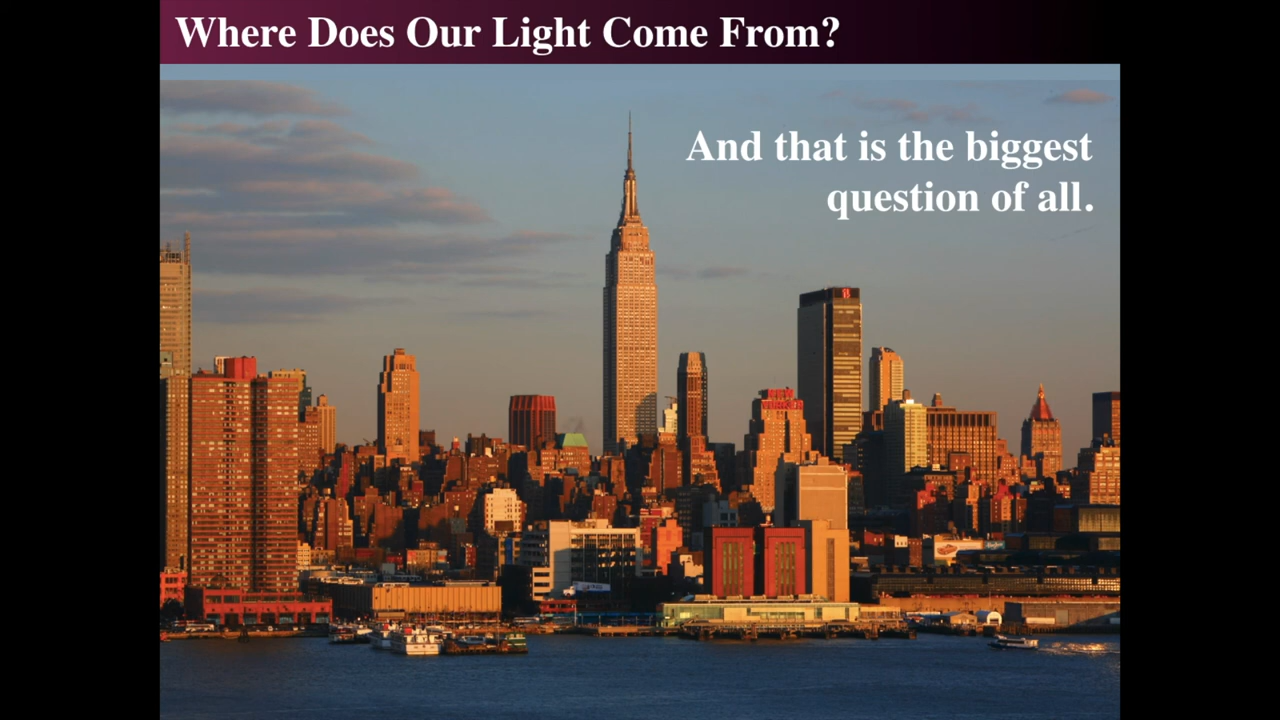 Where Does Our Light Come From?
And that is the biggest
question of all.